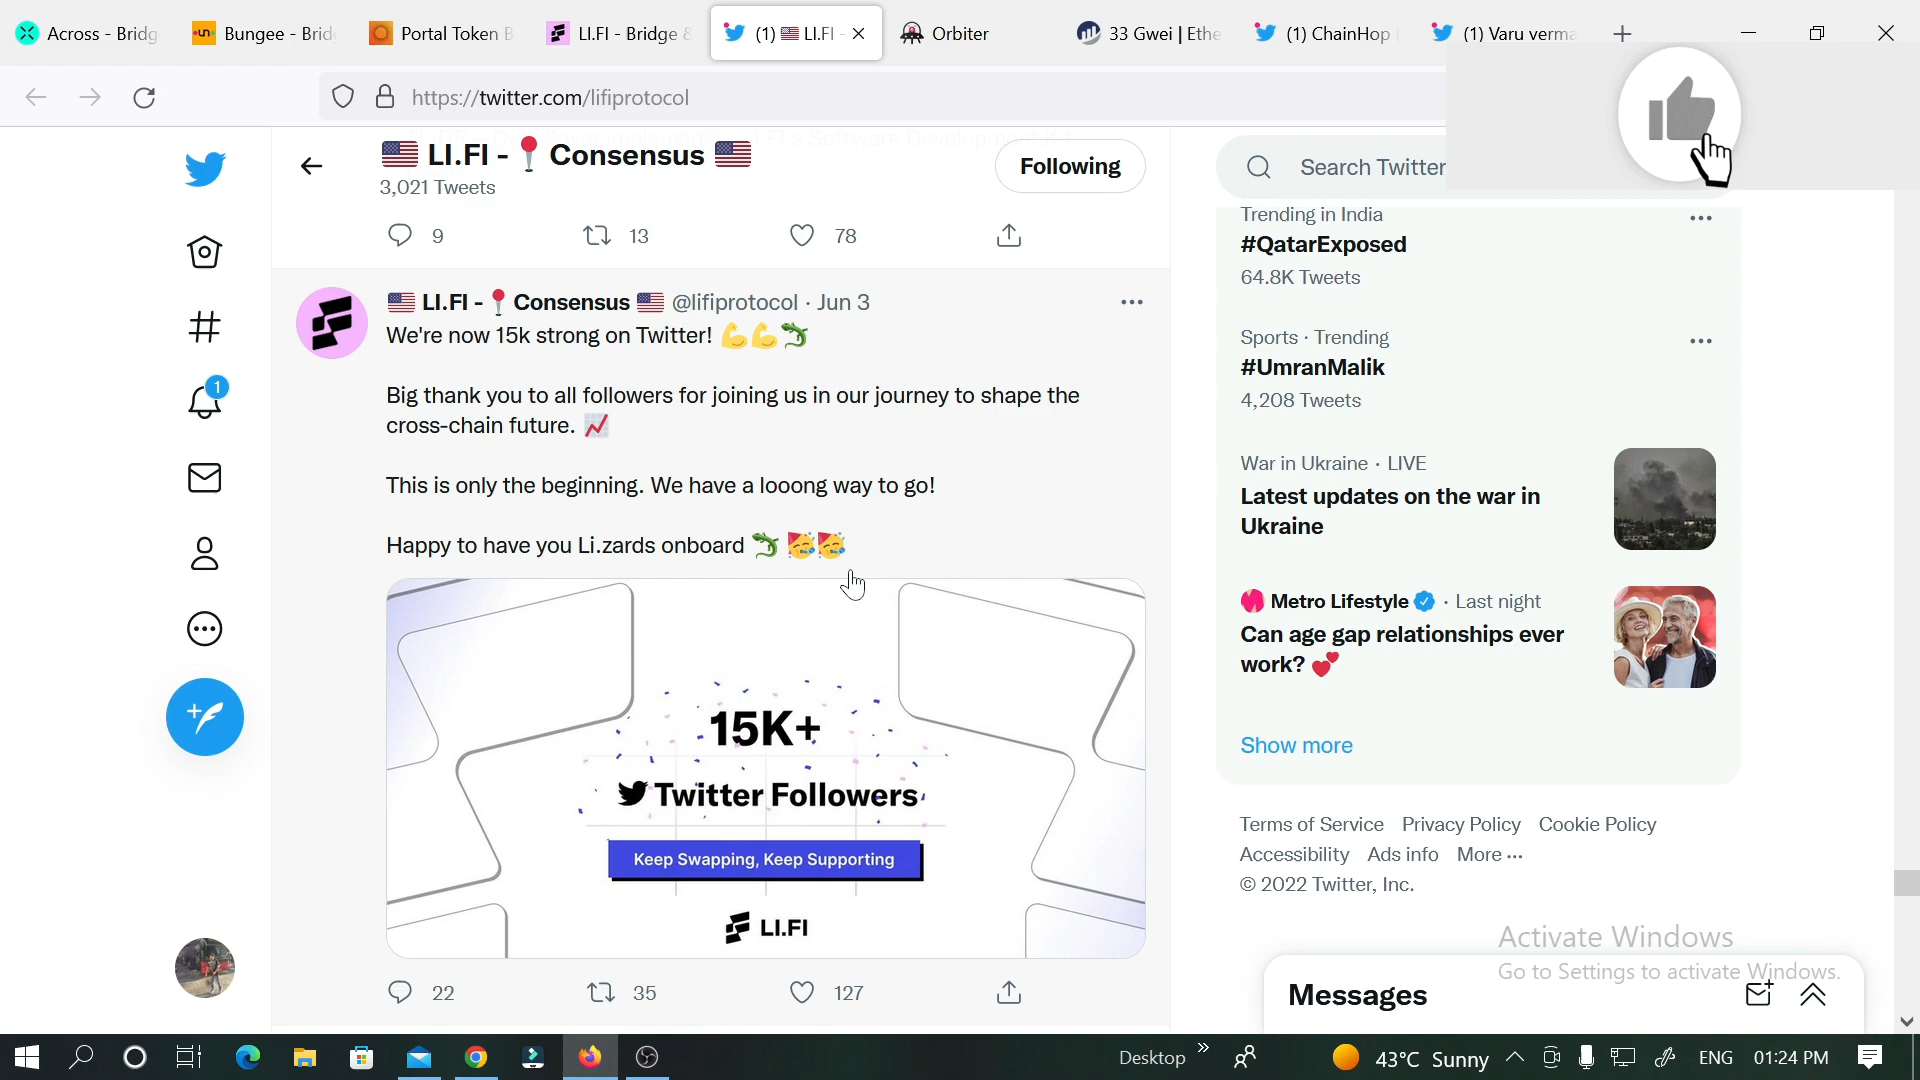 Across - Bridg
Bungee - Brid
Portal Token B
LI.FI - Bridge &
(1) 🇺🇸 LI.FI -
Orbiter
33 Gwei | Ethe
(1) ChainHop
(1) Varu verma
https://twitter.com/lifiprotocol
🇺🇸 LI.FI - 📍 Consensus 🇺🇸
3,021 Tweets
Following
Search Twitter
9 13 78
🇺🇸 LI.FI - 📍 Consensus 🇺🇸 @lifiprotocol · Jun 3
We're now 15k strong on Twitter! 💪💪🦎
Big thank you to all followers for joining us in our journey to shape the
cross-chain future. 📈
This is only the beginning. We have a looong way to go!
Happy to have you Li.zards onboard 🦎 🥳🥳
15K+
Twitter Followers
Keep Swapping, Keep Supporting
LI.FI
22 35 127
1
Trending in India
#QatarExposed
64.8K Tweets
Sports · Trending
#UmranMalik
4,208 Tweets
War in Ukraine · LIVE
Latest updates on the war in
Ukraine
Metro Lifestyle · Last night
Can age gap relationships ever
work? 💕
Show more
Terms of Service Privacy Policy Cookie Policy
Accessibility Ads info More ···
© 2022 Twitter, Inc.
Activate Windows
Go to Settings to activate Windows.
Messages
Desktop
43°C Sunny
ENG
01:24 PM